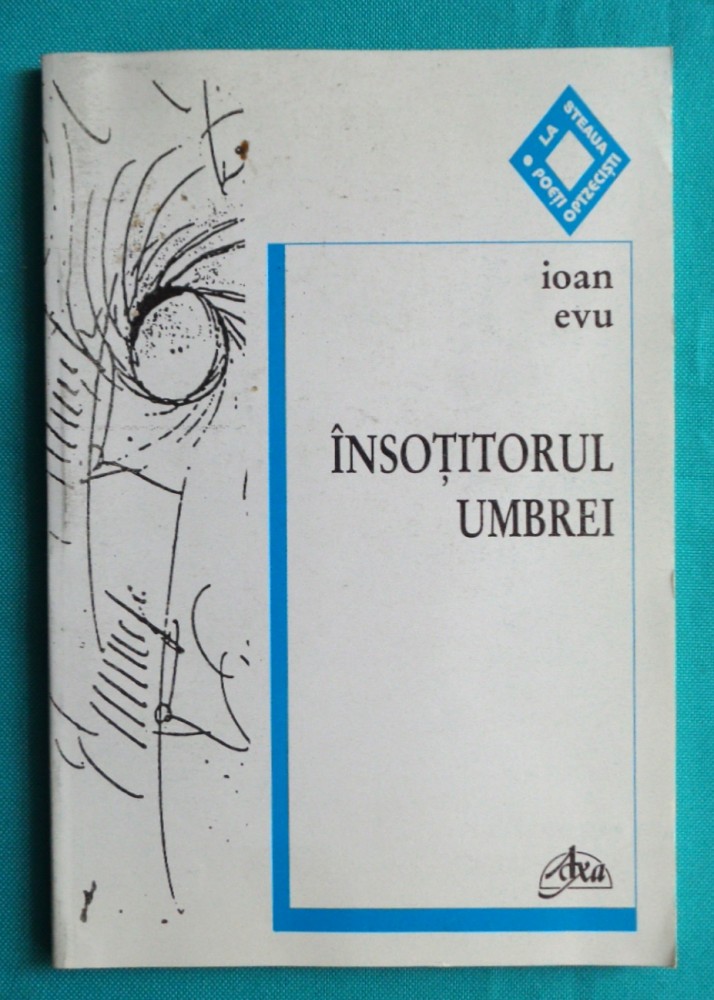 LA STEAUA
• POEȚI OPTZECIȘTI
ioan
evu
ÎNSOȚITORUL
UMBREI
Axa